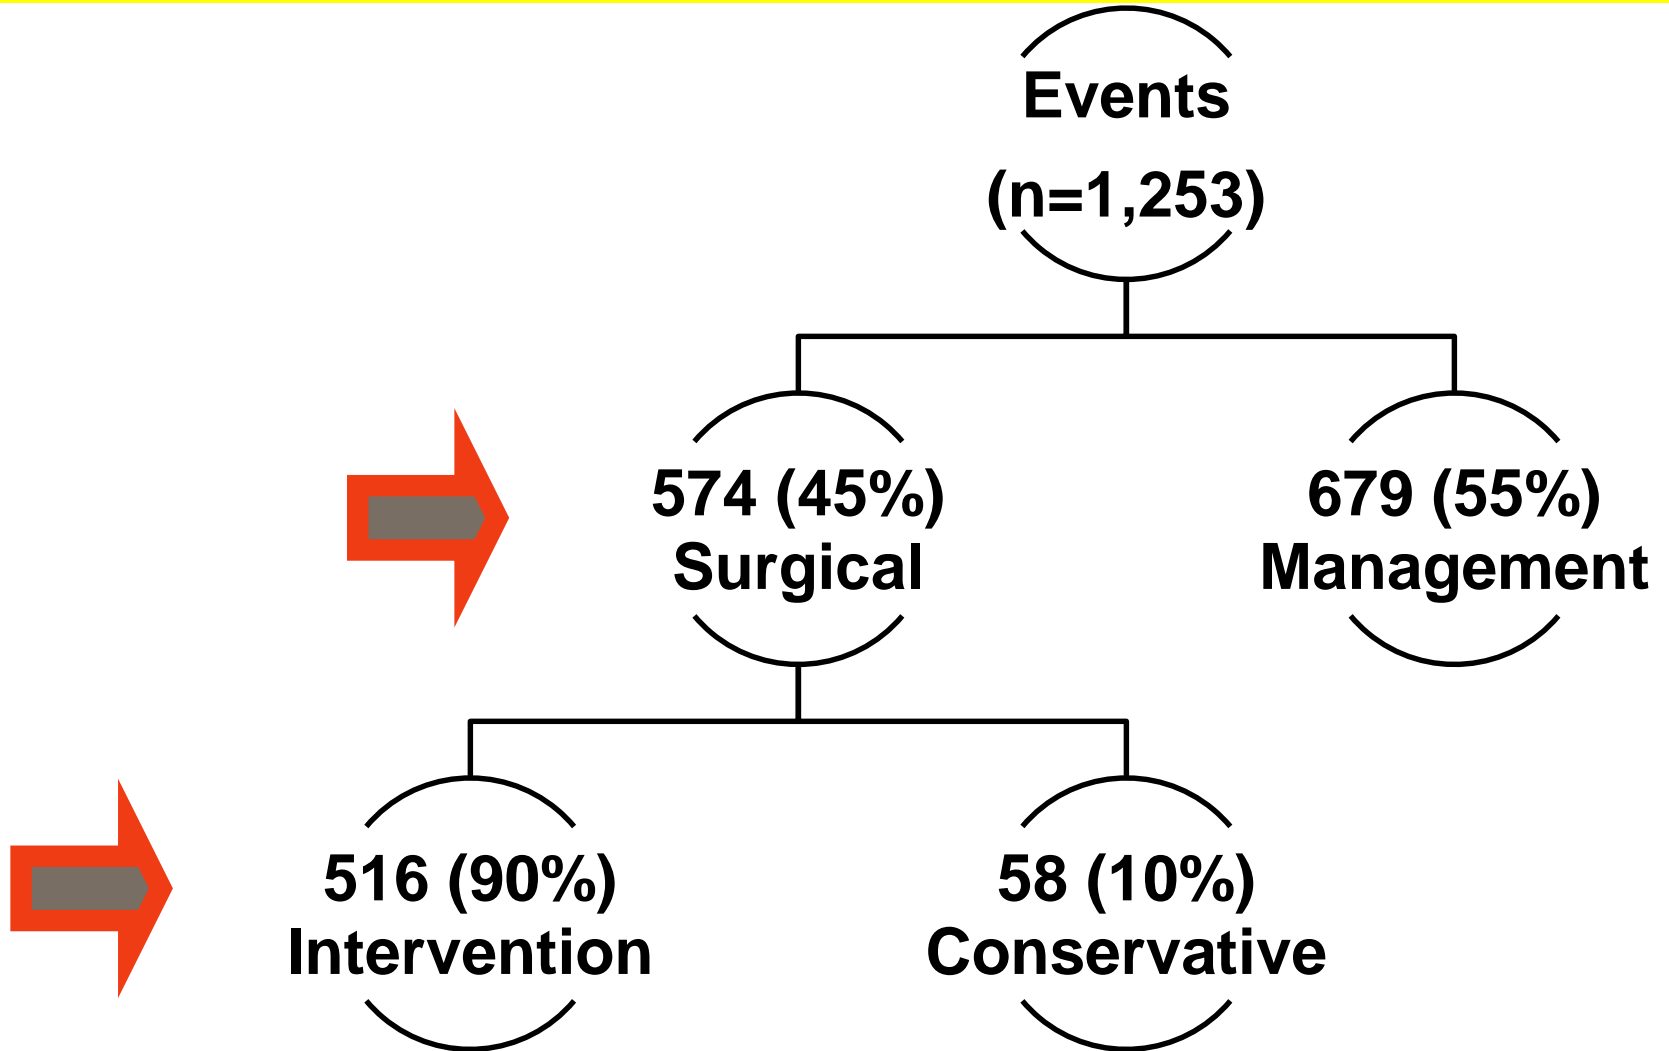 Events
(n=1,253)
574 (45%)
Surgical
679 (55%)
Management
516 (90%)
Intervention
58 (10%)
Conservative